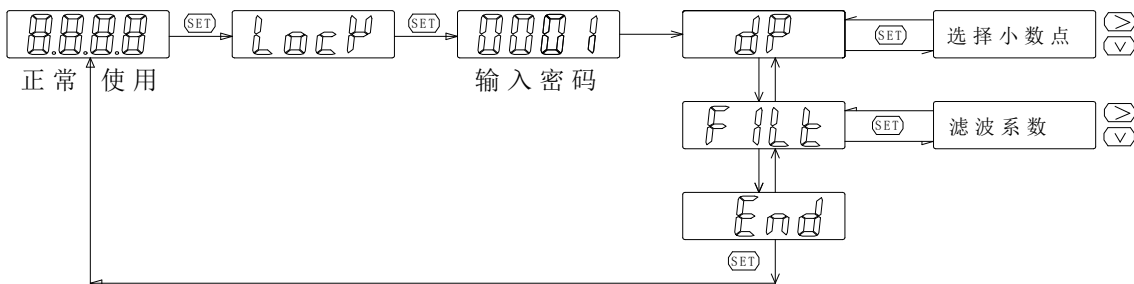 8.8.8.8 SET LocK SET 0001 dP SET 选择小数点
正常使用 输入密码
FILt SET 滤波系数
End
SET